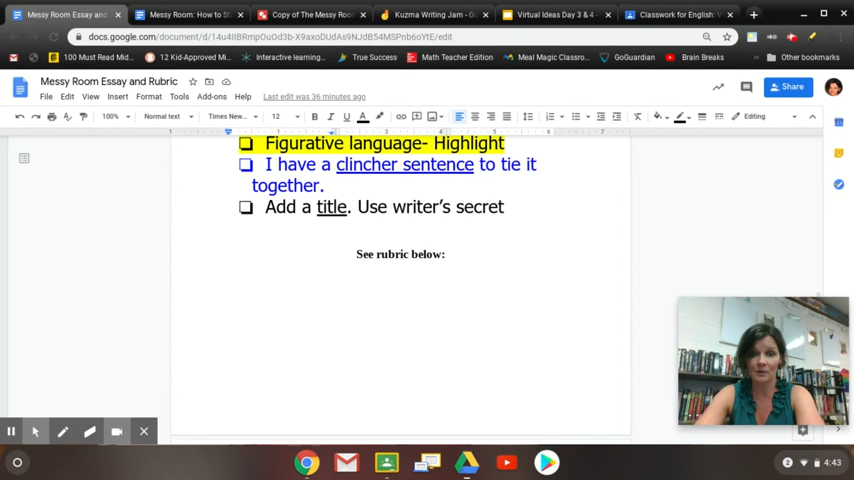 Messy Room Essay and
Messy Room: How to St
Copy of The Messy Room
Kuzma Writing Jam - G
Virtual Ideas Day 3 & 4 -
Classwork for English: V
docs.google.com/document/d/14u4IIBRmpOuOd3b-X9axoDUdAs9NJdB54MSPnb6oYtE/edit
100 Must Read Mid
12 Kid-Approved Mi
Interactive learning...
True Success
Math Teacher Edition
Meal Magic Classro...
GoGuardian
Brain Breaks
Other bookmarks
Messy Room Essay and Rubric
Share
File Edit View Insert Format Tools Add-ons Help Last edit was 36 minutes ago
100% Normal text Times New... 12 B I U A Editing
Figurative language- Highlight
I have a clincher sentence to tie it
together.
Add a title. Use writer's secret
See rubric below:
2 4:43